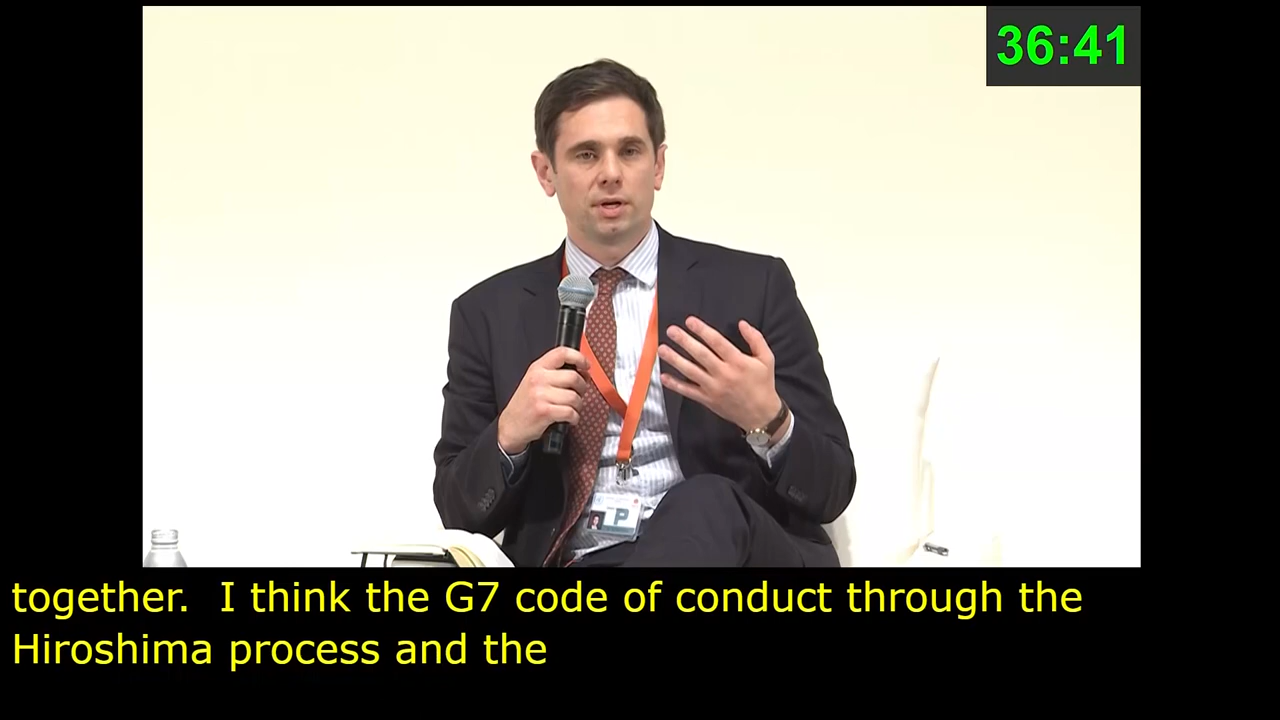 36:41
P
together.  I think the G7 code of conduct through the
Hiroshima process and the